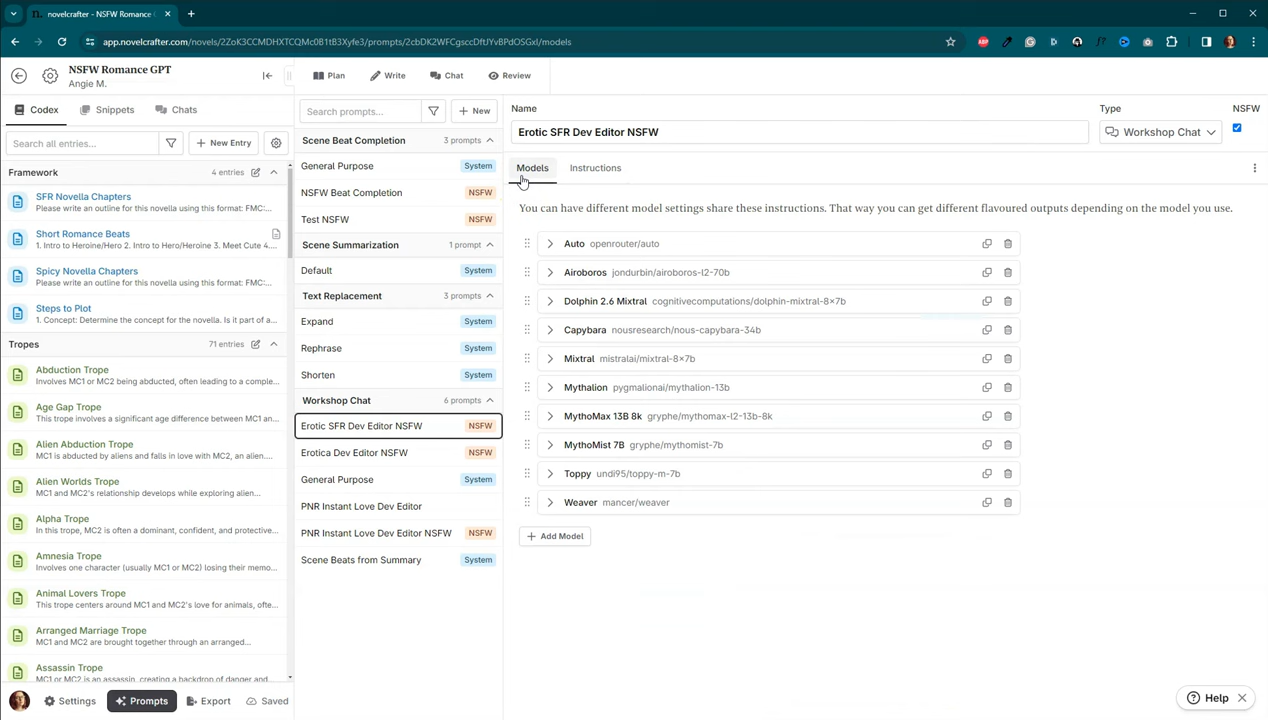 novelcrafter - NSFW Romance G
app.novelcrafter.com/novels/2ZoK3CCMDHXTCQMc0B1tB3Xyfe3/prompts/2cbDK2WFCgsccDftJYvBPdOSGxl/models
NSFW Romance GPT
Angie M.
Plan
Write
Chat
Review
Codex
Snippets
Chats
Search all entries...
New Entry
Framework
4 entries
SFR Novella Chapters
Please write an outline for this novella using this format: FMC:...
Short Romance Beats
1. Intro to Heroine/Hero 2. Intro to Hero/Heroine 3. Meet Cute 4....
Spicy Novella Chapters
Please write an outline for this novella using this format: FMC:...
Steps to Plot
1. Concept: Determine the concept for the novella. Is it part of a...
Tropes
71 entries
Abduction Trope
Involves MC1 or MC2 being abducted, often leading to a comple...
Age Gap Trope
This trope involves a significant age difference between MC1 an...
Alien Abduction Trope
MC1 is abducted by aliens and falls in love with MC2, an alien....
Alien Worlds Trope
MC1 and MC2's relationship develops while exploring alien...
Alpha Trope
In this trope, MC2 is often a dominant, confident, and protective...
Amnesia Trope
Involves one character (usually MC1 or MC2) losing their memo...
Animal Lovers Trope
This trope centers around MC1 and MC2's love for animals, ofte...
Arranged Marriage Trope
MC1 and MC2 are brought together through an arranged...
Assassin Trope
MC1 or MC2 is an assassin, creating a backdrop of danger and
Settings
Prompts
Export
Saved
Search prompts...
New
Scene Beat Completion
3 prompts
General Purpose
System
NSFW Beat Completion
NSFW
Test NSFW
NSFW
Scene Summarization
1 prompt
Default
System
Text Replacement
3 prompts
Expand
System
Rephrase
System
Shorten
System
Workshop Chat
6 prompts
Erotic SFR Dev Editor NSFW
NSFW
Erotica Dev Editor NSFW
NSFW
General Purpose
System
PNR Instant Love Dev Editor
PNR Instant Love Dev Editor NSFW
NSFW
Scene Beats from Summary
System
Name
Type
NSFW
Erotic SFR Dev Editor NSFW
Workshop Chat
Models
Instructions
You can have different model settings share these instructions. That way you can get different flavoured outputs depending on the model you use.
Auto openrouter/auto
Airoboros jondurbin/airoboros-l2-70b
Dolphin 2.6 Mixtral cognitivecomputations/dolphin-mixtral-8x7b
Capybara nousresearch/nous-capybara-34b
Mixtral mistralai/mixtral-8x7b
Mythalion pygmalionai/mythalion-13b
MythoMax 13B 8k gryphe/mythomax-l2-13b-8k
MythoMist 7B gryphe/mythomist-7b
Toppy undi95/toppy-m-7b
Weaver mancer/weaver
Add Model
Help